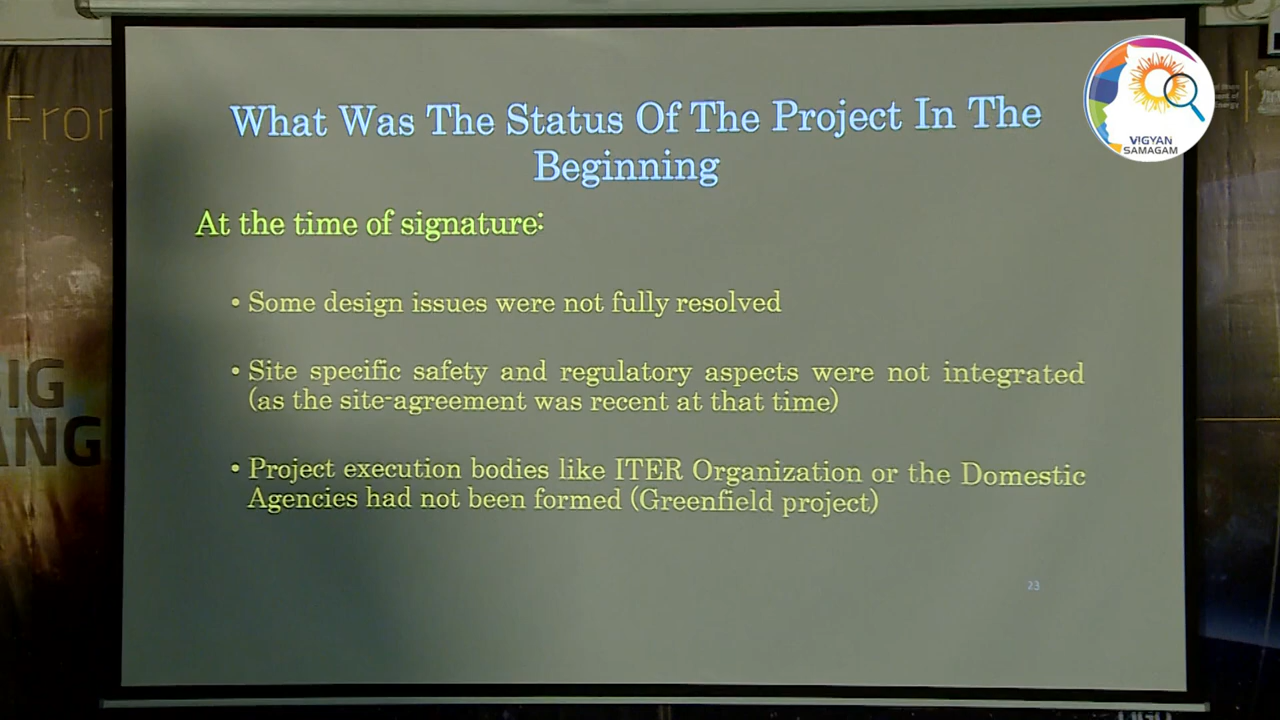 What Was The Status Of The Project In The
Beginning
At the time of signature:
• Some design issues were not fully resolved
• Site specific safety and regulatory aspects were not integrated
(as the site-agreement was recent at that time)
• Project execution bodies like ITER Organization or the Domestic
Agencies had not been formed (Greenfield project)
23
VIGYAN
SAMAGAM
From
BIG
BANG